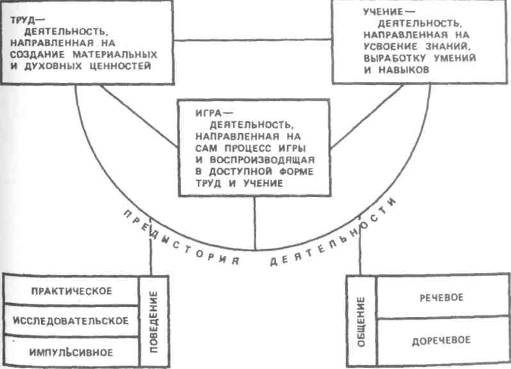 ТРУД—
ДЕЯТЕЛЬНОСТЬ,
НАПРАВЛЕННАЯ НА
СОЗДАНИЕ МАТЕРИАЛЬНЫХ
И ДУХОВНЫХ ЦЕННОСТЕЙ
УЧЕНИЕ—
ДЕЯТЕЛЬНОСТЬ,
НАПРАВЛЕННАЯ НА
УСВОЕНИЕ ЗНАНИЙ,
ВЫРАБОТКУ УМЕНИЙ
И НАВЫКОВ
ИГРА—
ДЕЯТЕЛЬНОСТЬ,
НАПРАВЛЕННАЯ НА
САМ ПРОЦЕСС ИГРЫ
И ВОСПРОИЗВОДЯЩАЯ
В ДОСТУПНОЙ ФОРМЕ
ТРУД И УЧЕНИЕ
ПРЕДЫСТОРИЯ ДЕЯТЕЛЬНОСТИ
ПРАКТИЧЕСКОЕ
ИССЛЕДОВАТЕЛЬСКОЕ
ИМПУЛЬСИВНОЕ
ПОВЕДЕНИЕ
ОБЩЕНИЕ
РЕЧЕВОЕ
ДОРЕЧЕВОЕ